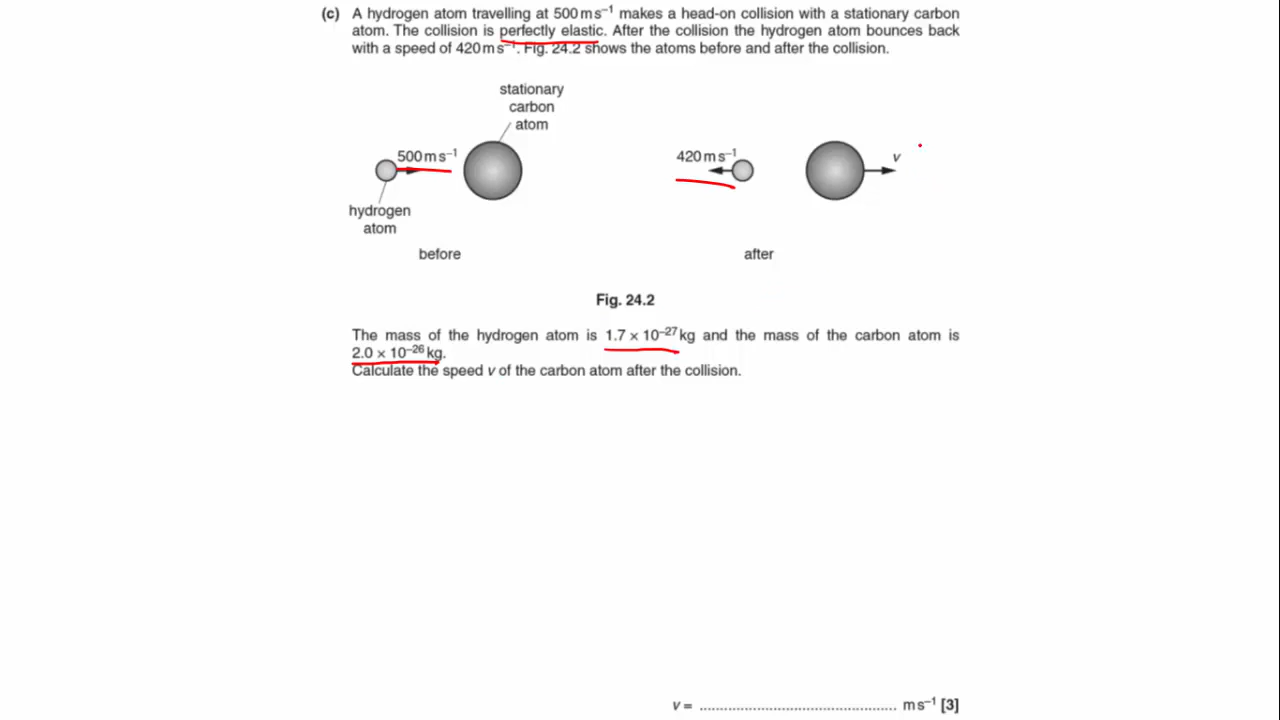 (c) A hydrogen atom travelling at 500 m s⁻¹ makes a head-on collision with a stationary carbon
atom. The collision is perfectly elastic. After the collision the hydrogen atom bounces back
with a speed of 420 m s⁻¹. Fig. 24.2 shows the atoms before and after the collision.
stationary
carbon
atom
500 m s⁻¹
420 m s⁻¹
v
hydrogen
atom
before
after
Fig. 24.2
The mass of the hydrogen atom is 1.7 × 10⁻²⁷ kg and the mass of the carbon atom is
2.0 × 10⁻²⁶ kg.
Calculate the speed v of the carbon atom after the collision.
v = ................................................ m s⁻¹ [3]